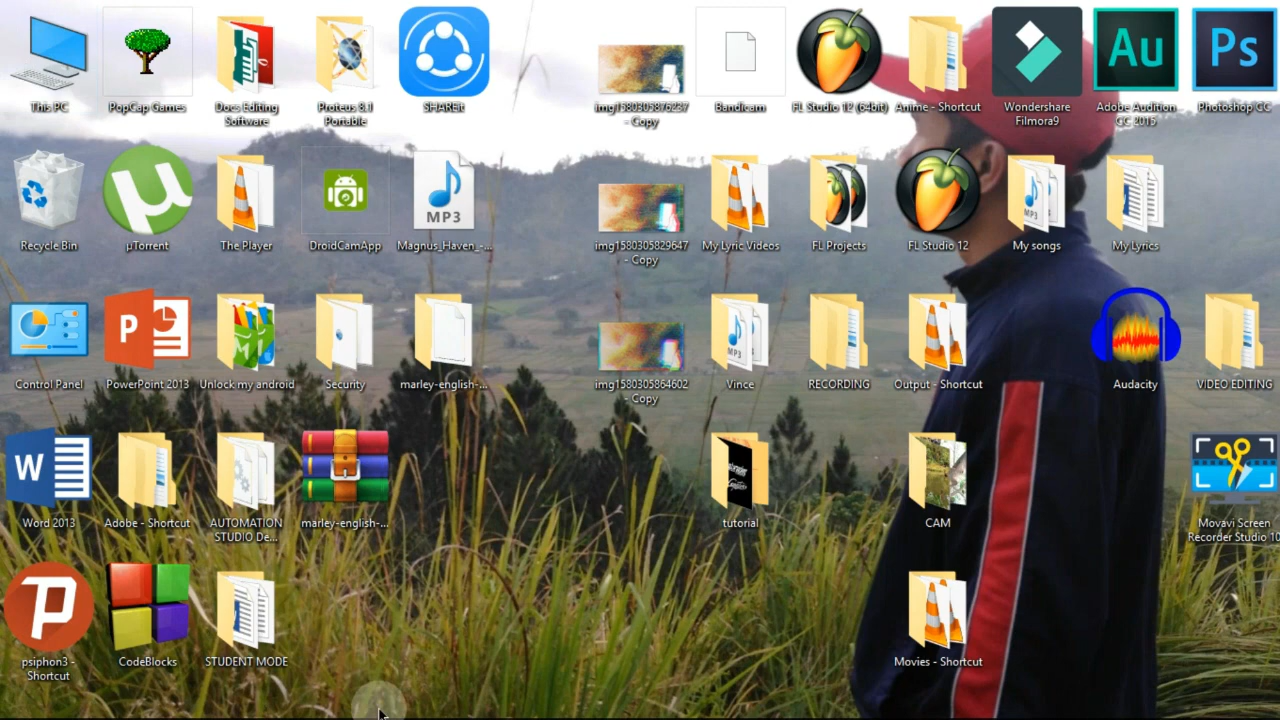 This PC
PopCap Games
Docs Editing
Software
Proteus 8.1
Portable
SHAREit
img1580305876237
- Copy
Bandicam
FL Studio 12 (64bit)
Anime - Shortcut
Wondershare
Filmora9
Au
Adobe Audition
CC 2015
Ps
Photoshop CC
Recycle Bin
µ
µTorrent
The Player
DroidCamApp
MP3
Magnus_Haven_-...
img1580305829647
- Copy
My Lyric Videos
FL Projects
FL Studio 12
MP3
My songs
My Lyrics
Control Panel
P
PowerPoint 2013
Mi
Unlock my android
Security
marley-english-...
img1580305864602
- Copy
MP3
Vince
RECORDING
Output - Shortcut
Audacity
VIDEO EDITING
W
Word 2013
Adobe - Shortcut
AUTOMATION
STUDIO De...
marley-english-...
tutorial
CAM
Movavi Screen
Recorder Studio 10
P
psiphon3 -
Shortcut
CodeBlocks
STUDENT MODE
Movies - Shortcut